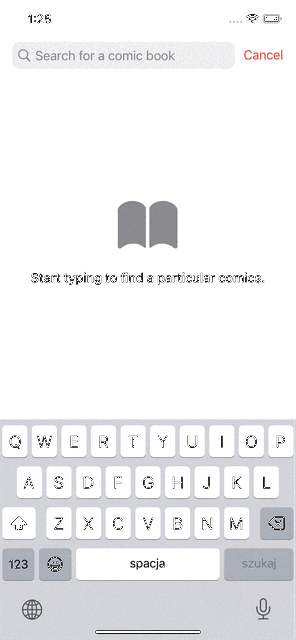 1:25
Search for a comic book Cancel
Start typing to find a particular comics.
Q W E R T Y U I O P
A S D F G H J K L
Z X C V B N M
123 spacja szukaj